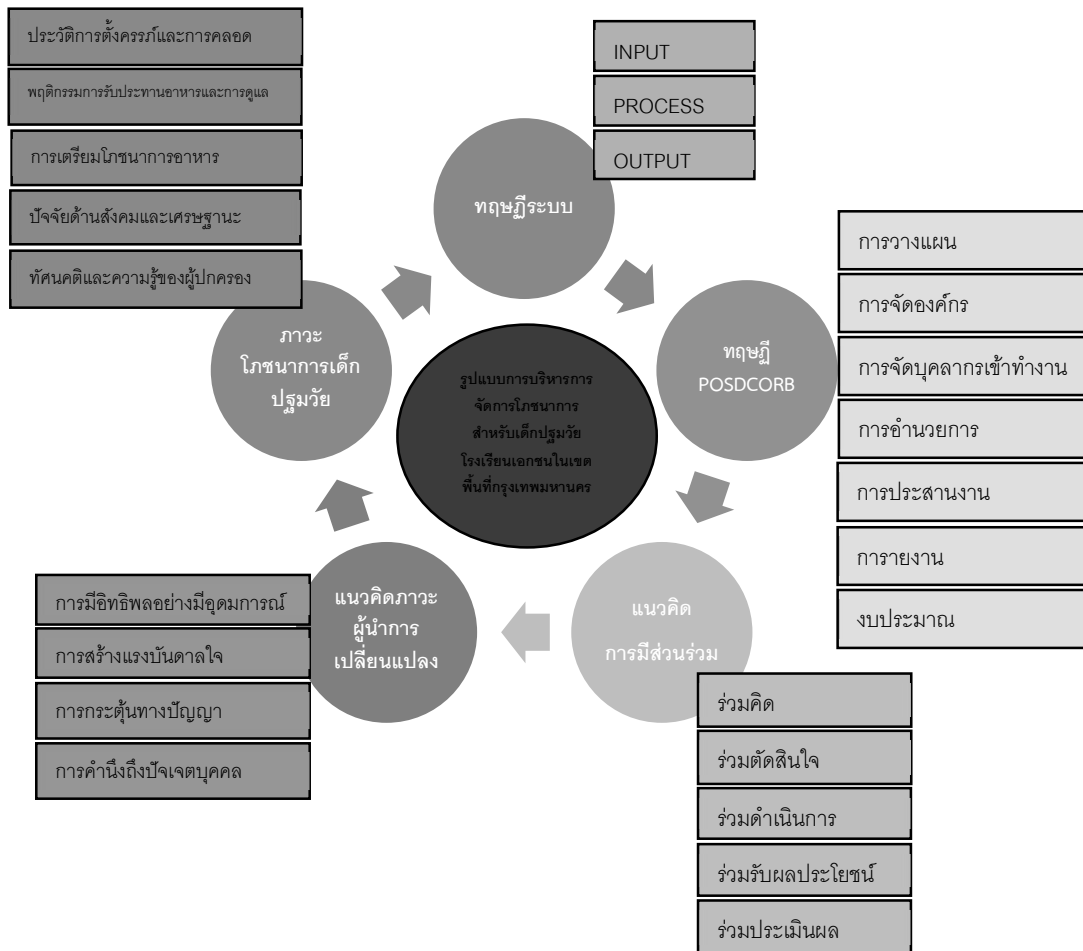 ประวัติการตั้งครรภ์และการคลอด
พฤติกรรมการรับประทานอาหารและการดูแล
การเตรียมโภชนาการอาหาร
ปัจจัยด้านสังคมและเศรษฐานะ
ทัศนคติและความรู้ของผู้ปกครอง
INPUT
PROCESS
OUTPUT
ทฤษฎีระบบ
การวางแผน
การจัดองค์กร
การจัดบุคลากรเข้าทำงาน
การอำนวยการ
การประสานงาน
การายงาน
งบประมาณ
ทฤษฎี
POSDCORB
ภาวะ
โภชนาการเด็ก
ปฐมวัย
รูปแบบการบริหารการ
จัดการโภชนาการ
สำหรับเด็กปฐมวัย
โรงเรียนเอกชนในเขต
พื้นที่กรุงเทพมหานคร
แนวคิดภาวะ
ผู้นำการ
เปลี่ยนแปลง
การมีอิทธิพลอย่างมีอุดมการณ์
การสร้างแรงบันดาลใจ
การกระตุ้นทางปัญญา
การคำนึงถึงปัจเจตบุคคล
แนวคิด
การมีส่วนร่วม
ร่วมคิด
ร่วมตัดสินใจ
ร่วมดำเนินการ
ร่วมรับผลประโยชน์
ร่วมประเมินผล